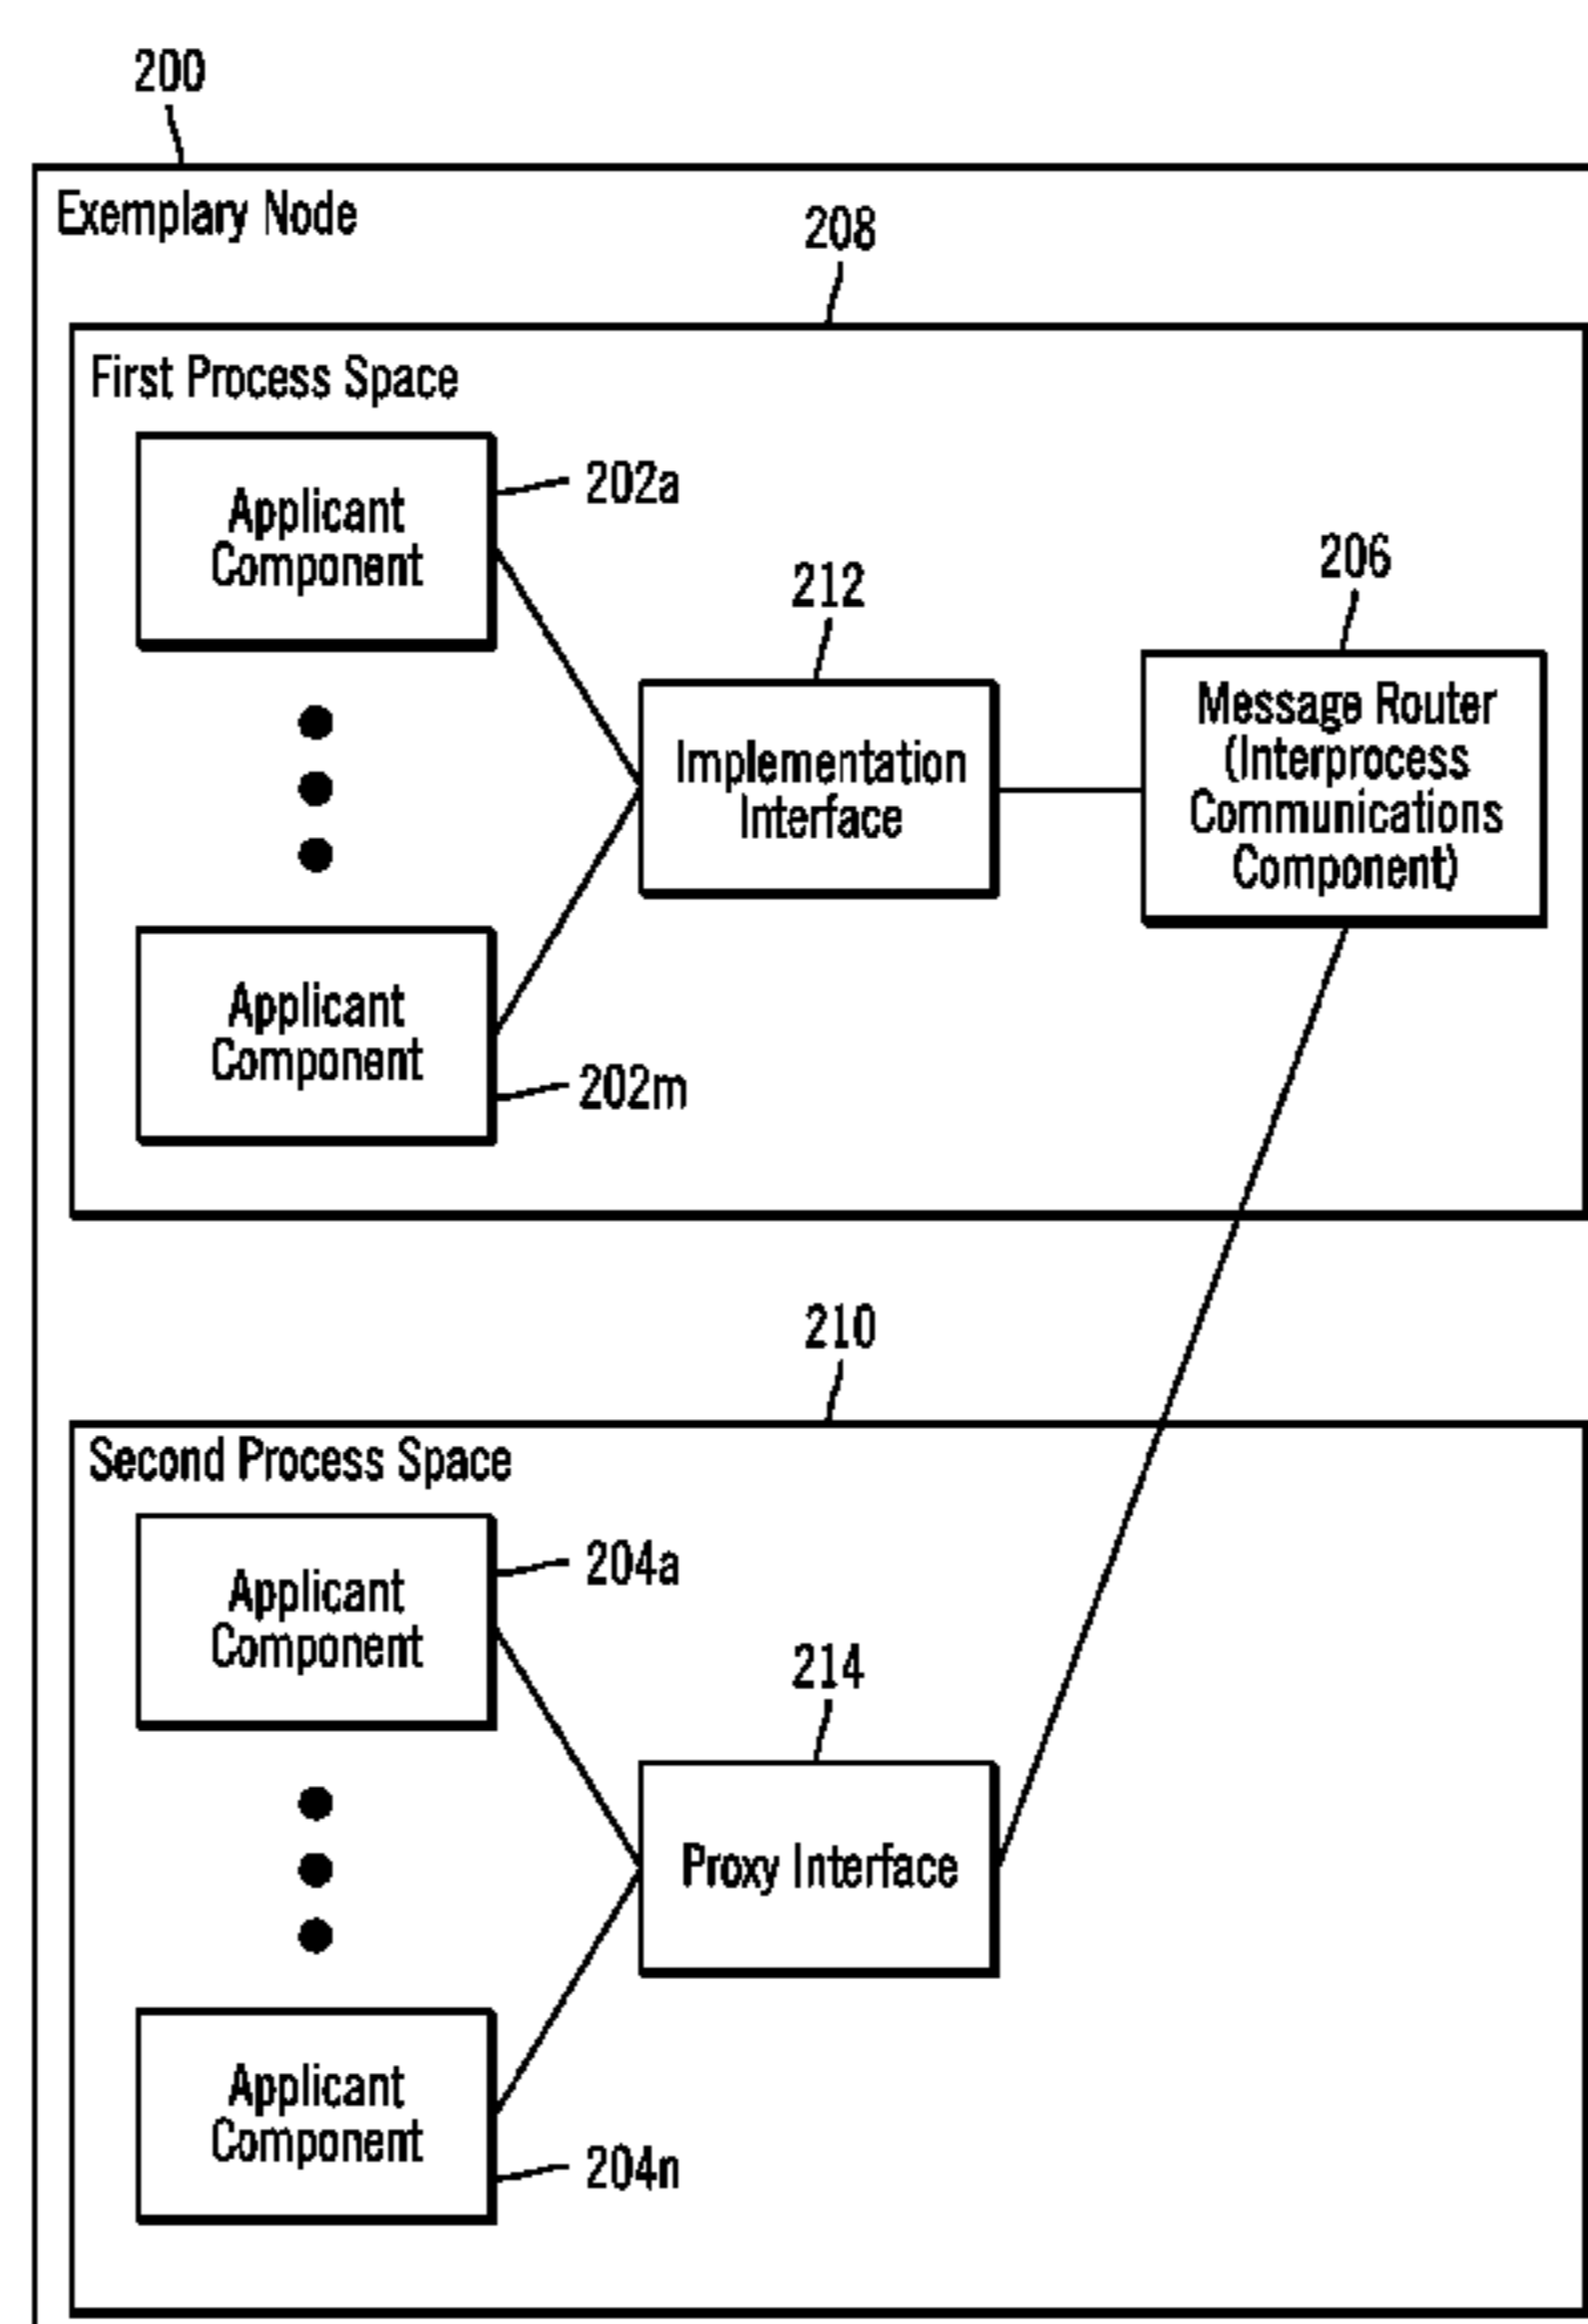 200
Exemplary Node
208
First Process Space
Applicant
Component
202a
212
206
Implementation
Interface
Message Router
(Interprocess
Communications
Component)
Applicant
Component
202m
210
Second Process Space
Applicant
Component
204a
214
Proxy Interface
Applicant
Component
204n